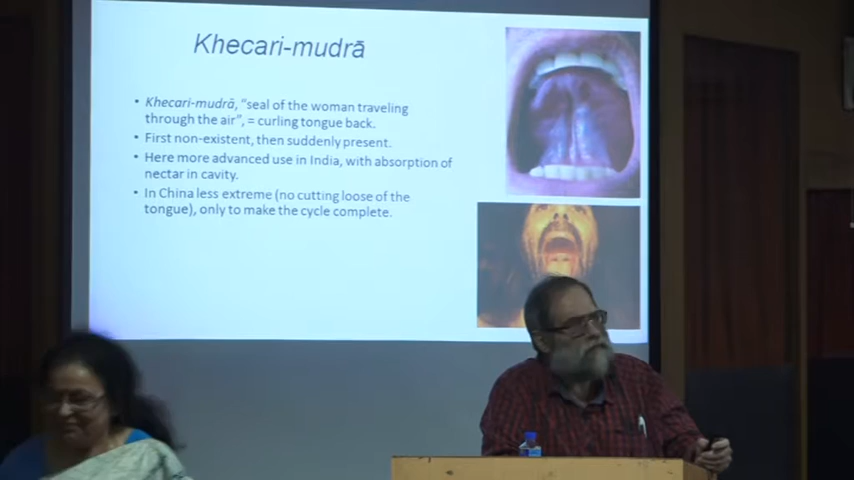 Khecari-mudrā
• Khecari-mudrā, “seal of the woman traveling
through the air”, = curling tongue back.
• First non-existent, then suddenly present.
• Here more advanced use in India, with absorption of
nectar in cavity.
• In China less extreme (no cutting loose of the
tongue), only to make the cycle complete.